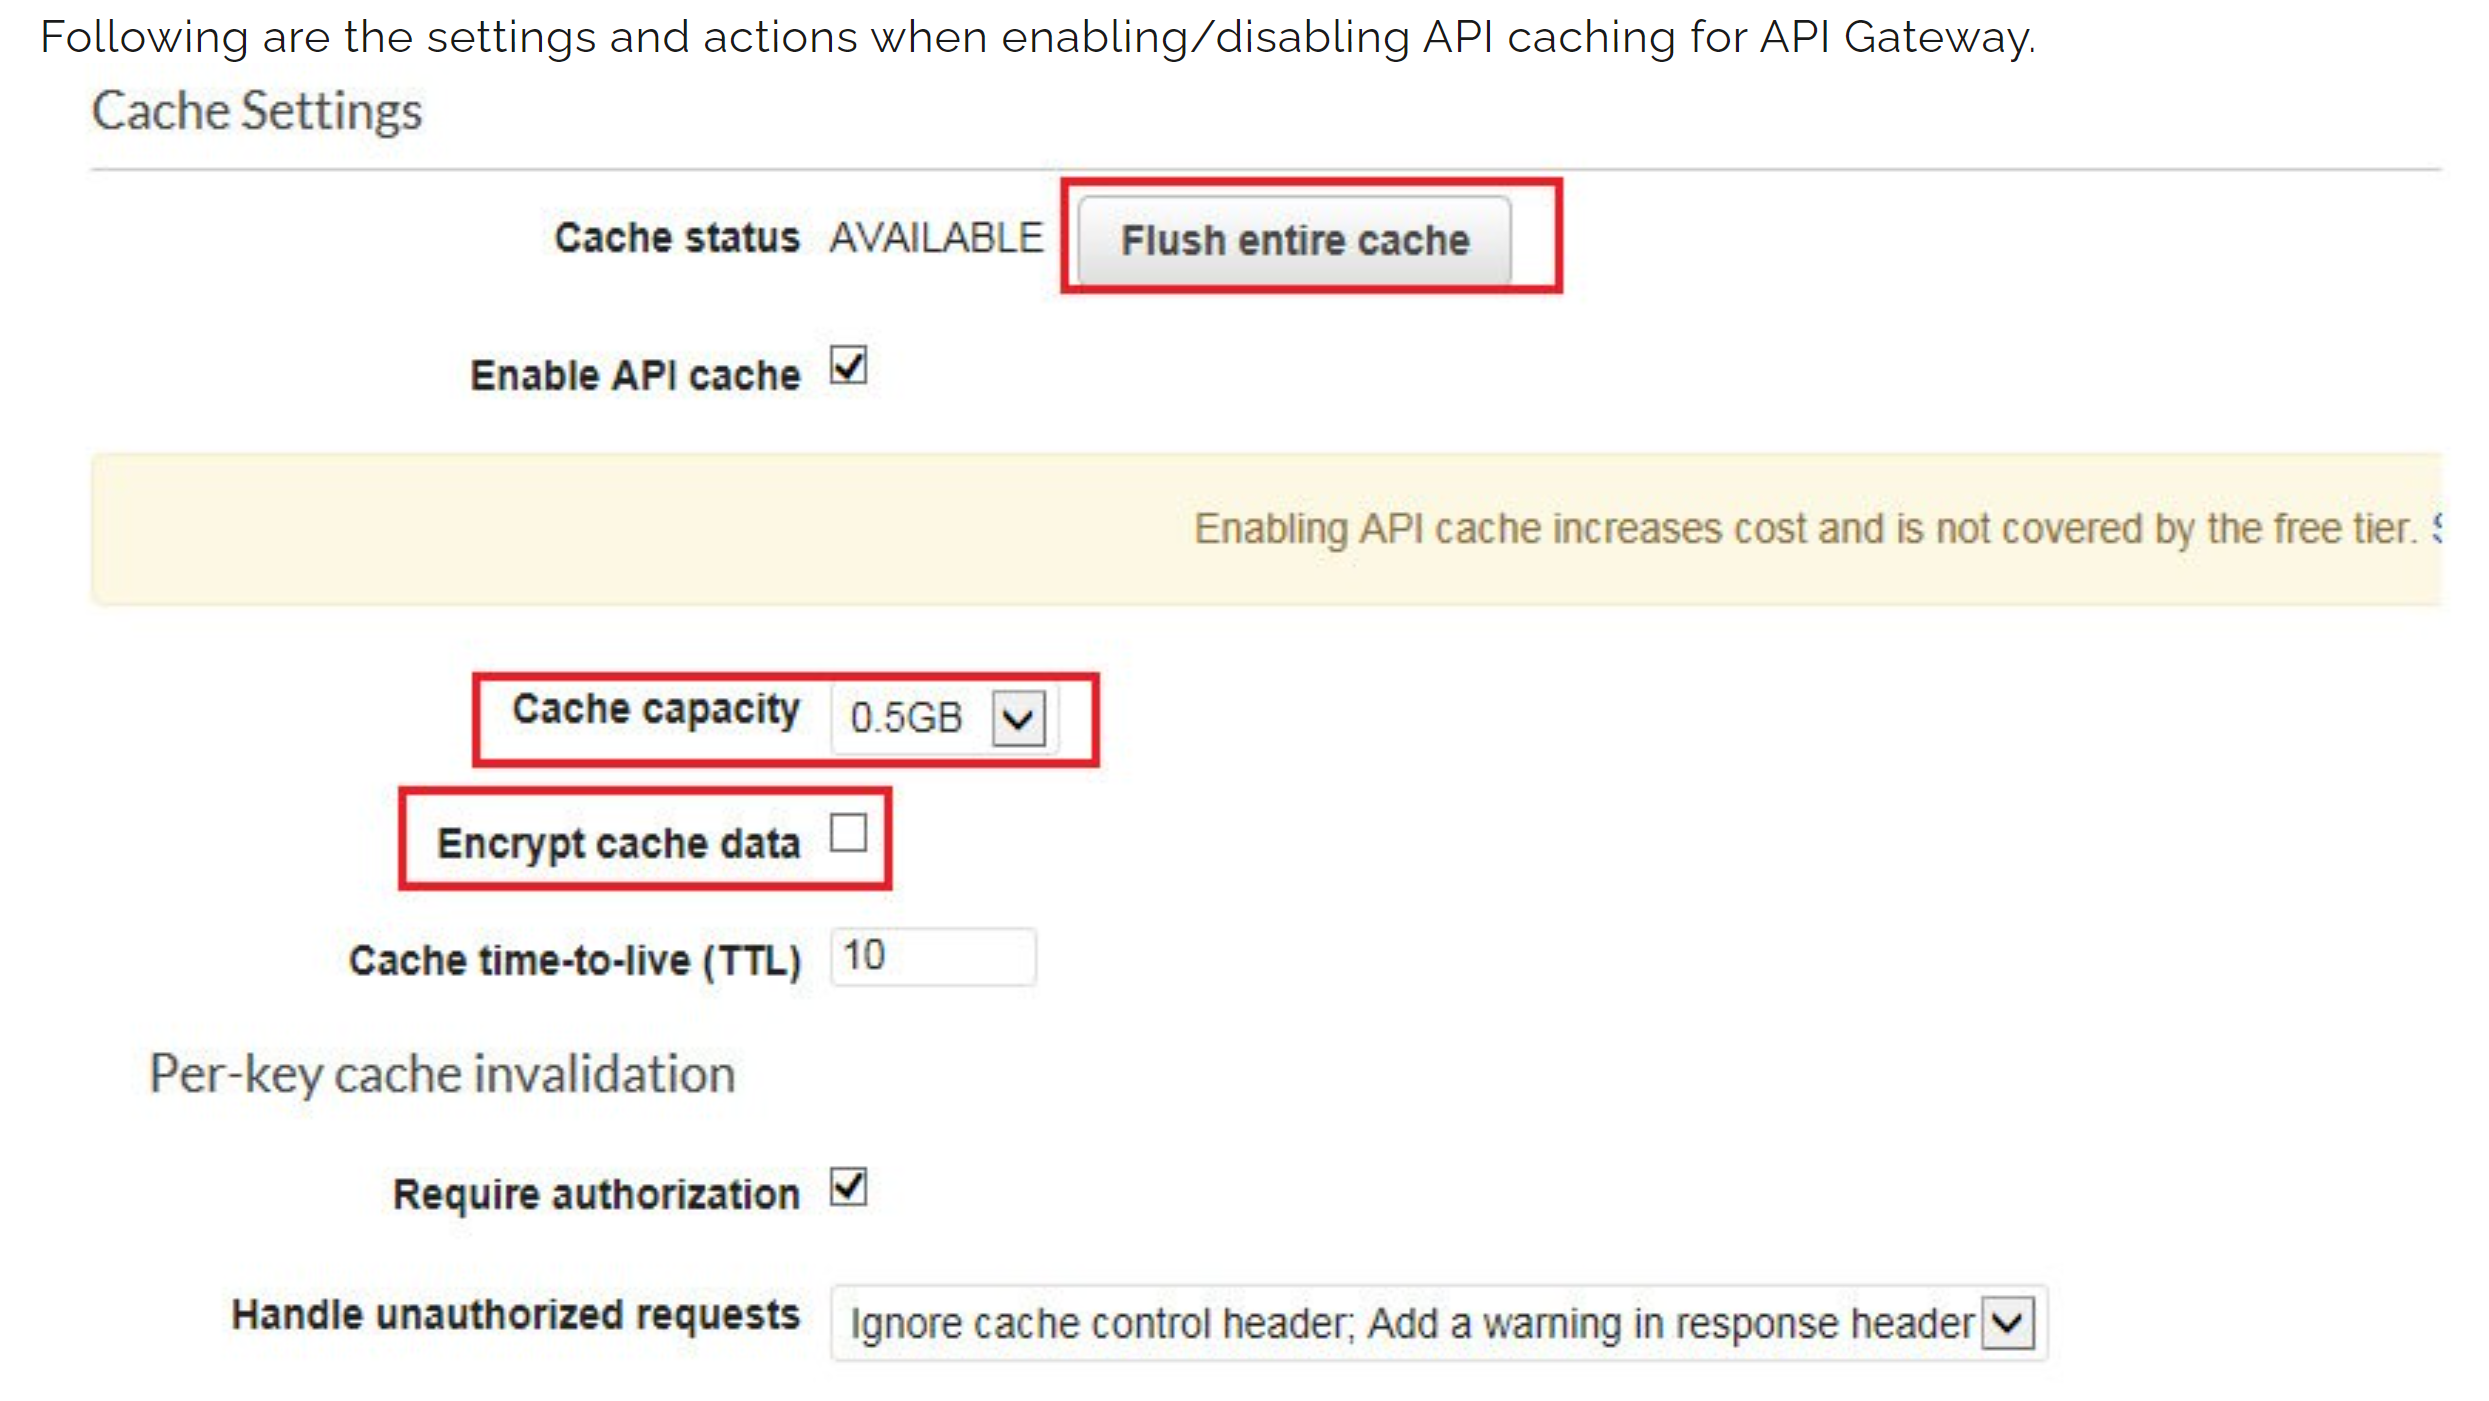 Following are the settings and actions when enabling/disabling API caching for API Gateway.
Cache Settings
Cache status AVAILABLE Flush entire cache
Enable API cache
Enabling API cache increases cost and is not covered by the free tier.
Cache capacity 0.5GB
Encrypt cache data
Cache time-to-live (TTL) 10
Per-key cache invalidation
Require authorization
Handle unauthorized requests Ignore cache control header; Add a warning in response header